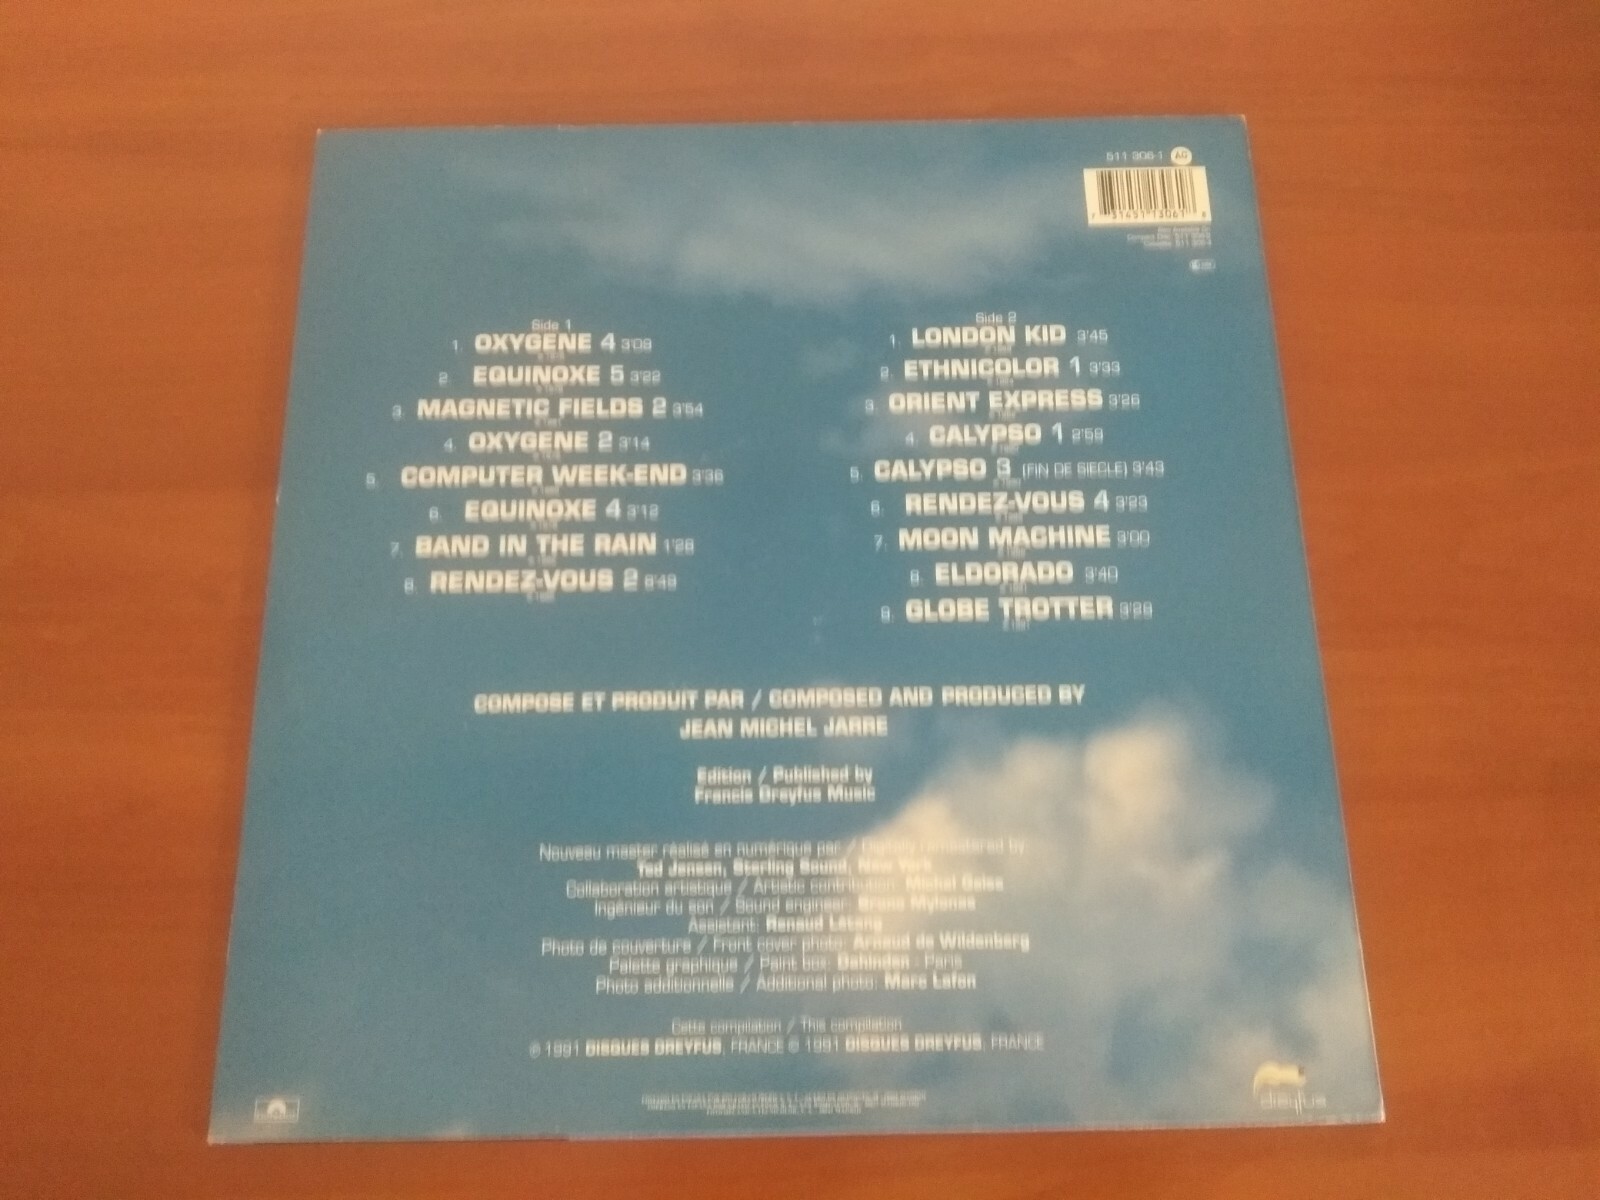 511 306-1 AG
7 31451 13061 8
Side 1
1. OXYGENE 4 3'09
2. EQUINOXE 5 3'22
3. MAGNETIC FIELDS 2 3'54
4. OXYGENE 2 3'14
5. COMPUTER WEEK-END 3'36
6. EQUINOXE 4 3'12
7. BAND IN THE RAIN 1'28
8. RENDEZ-VOUS 2 8'49
Side 2
1. LONDON KID 3'45
2. ETHNICOLOR 1 3'33
3. ORIENT EXPRESS 3'26
4. CALYPSO 1 2'59
5. CALYPSO 3 (FIN DE SIECLE) 3'43
6. RENDEZ-VOUS 4 3'23
7. MOON MACHINE 3'00
8. ELDORADO 3'40
9. GLOBE TROTTER 3'29
COMPOSE ET PRODUIT PAR / COMPOSED AND PRODUCED BY
JEAN MICHEL JARRE
Edition / Published by
Francis Dreyfus Music
Nouveau master réalisé en numérique par / Digitally remastered by
Ted Jensen, Sterling Sound, New York
Collaboration artistique / Artistic contribution: Michel Geiss
Ingénieur du son / Sound engineer: Mylonas
Assistant: Renaud Letang
Photo de couverture / Front cover photo: Arnaud de Wildenberg
Palette graphique / Paint box: - Paris
Photo additionnelle / Additional photo: Marc Lafon
Cette compilation / This compilation
℗ 1991 DISQUES DREYFUS, FRANCE © 1991 DISQUES DREYFUS, FRANCE
dreyfus